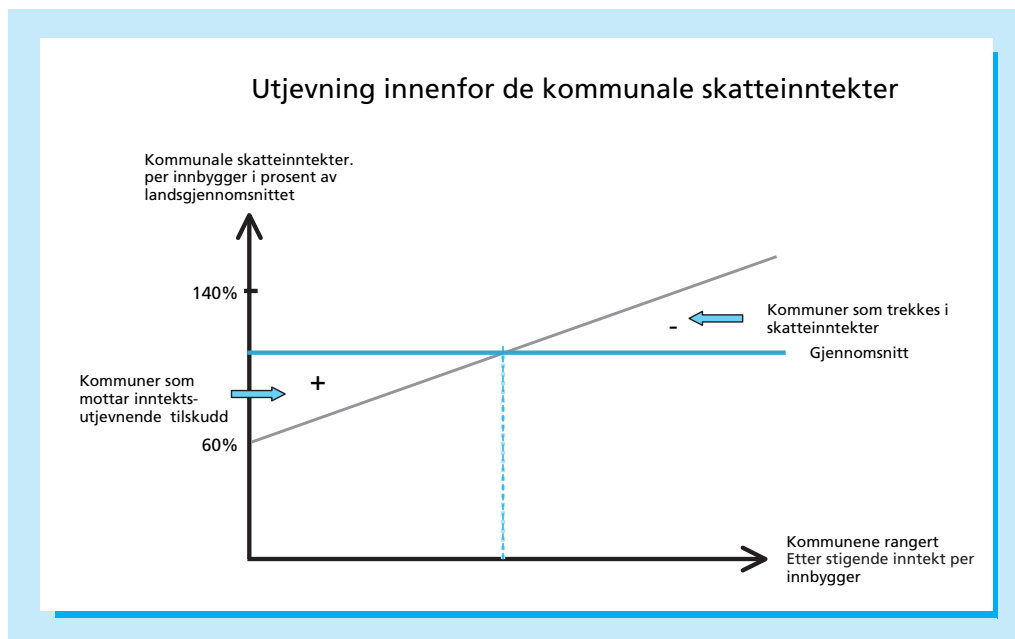 Utjevning innenfor de kommunale skatteinntekter
Kommunale skatteinntekter.
per innbygger i prosent av
landsgjennomsnittet
140%
Kommuner som trekkes i
skatteinntekter
-
Gjennomsnitt
Kommuner som
mottar inntekts-
utjevnende tilskudd
+
60%
Kommunene rangert
Etter stigende inntekt per
innbygger